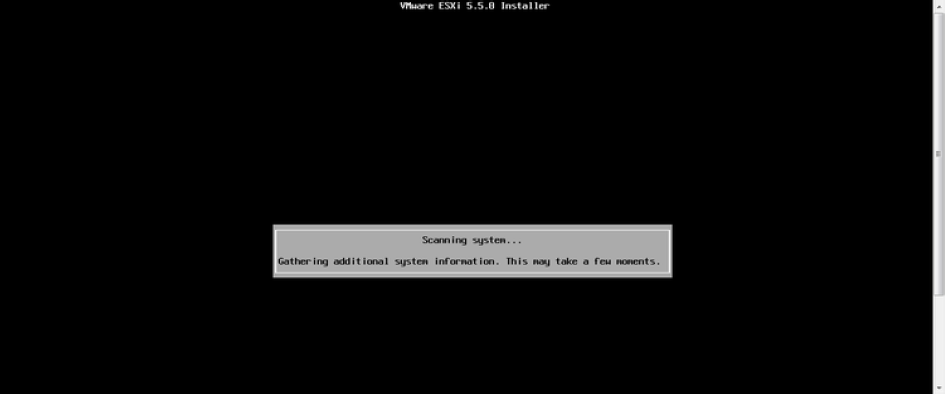 VMware ESXi 5.5.0 Installer
Scanning system...
Gathering additional system information. This may take a few moments.